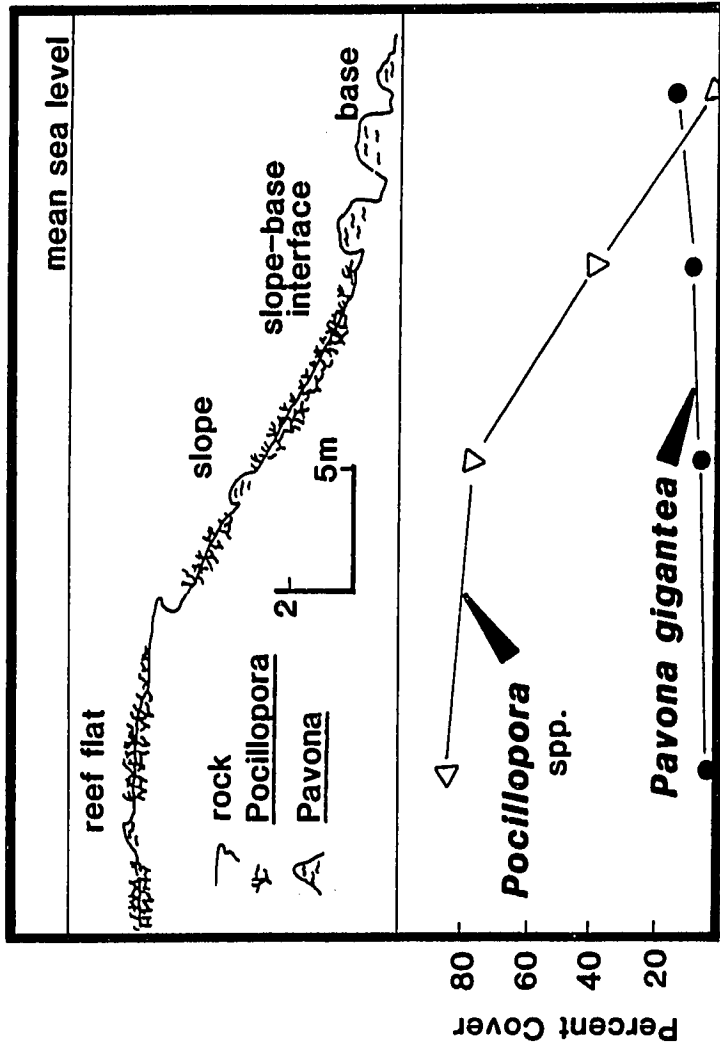 mean sea level
reef flat
slope
slope-base
interface
base
rock
Pocillopora
Pavona
2
5m
Pocillopora
spp.
Pavona gigantea
80
60
40
20
Percent Cover